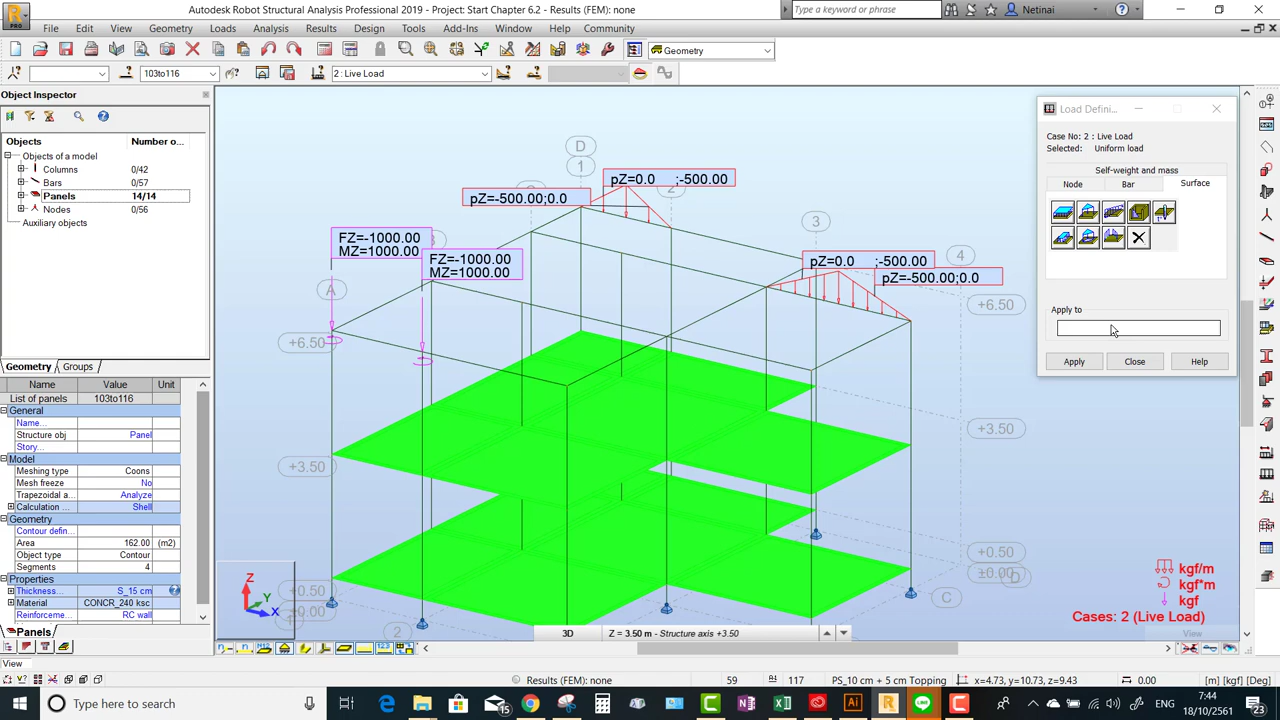 Autodesk Robot Structural Analysis Professional 2019 - Project: Start Chapter 6.2 - Results (FEM): none
Type a keyword or phrase
Netinai
File Edit View Geometry Loads Analysis Results Design Tools Add-Ins Window Help Community
Geometry
103to116
2 : Live Load
Object Inspector
Objects Number o...
Objects of a model
Columns 0/42
Bars 0/57
Panels 14/14
Nodes 0/56
Auxiliary objects
Geometry Groups
Name Value Unit
List of panels 103to116
General
Name...
Structure obj Panel
Story...
Model
Meshing type Coons
Mesh freeze No
Trapezoidal a... Analyze
Calculation ... Shell
Geometry
Contour defin...
Area 162.00 (m2)
Object type Contour
Segments 4
Properties
Thickness... S_15 cm
Material CONCR_240 ksc
Reinforceme... RC wall
Panels
View
D
1
2
3
4
A
C
D
2
pZ=0.0 ;-500.00
pZ=-500.00;0.0
FZ=-1000.00
MZ=1000.00
FZ=-1000.00
MZ=1000.00
pZ=0.0 ;-500.00
pZ=-500.00;0.0
+6.50
+3.50
+0.50
±0.00
+6.50
+3.50
+0.50
±0.00
Z
Y
X
3D
Z = 3.50 m - Structure axis +3.50
kgf/m
kgf*m
kgf
Cases: 2 (Live Load)
View
Load Defini...
Case No: 2 : Live Load
Selected: Uniform load
Self-weight and mass
Node Bar Surface
Apply to
Apply Close Help
Results (FEM): none
59
117
PS_10 cm + 5 cm Topping
x=4.73, y=10.73, z=9.43
0.00
[m] [kgf] [Deg]
Type here to search
15
ENG
7:44
18/10/2561
23